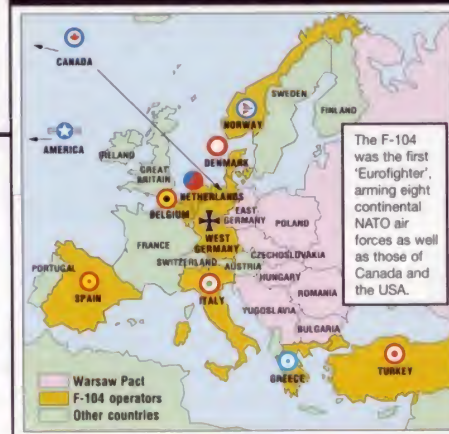 CANADA
AMERICA
NORWAY
SWEDEN
FINLAND
DENMARK
IRELAND
GREAT
BRITAIN
NETHERLANDS
BELGIUM
EAST
GERMANY
WEST
GERMANY
POLAND
FRANCE
CZECHOSLOVAKIA
SWITZERLAND
AUSTRIA
HUNGARY
PORTUGAL
SPAIN
ITALY
YUGOSLAVIA
ROMANIA
BULGARIA
GREECE
TURKEY
The F-104
was the first
'Eurofighter',
arming eight
continental
NATO air
forces as well
as those of
Canada and
the USA.
Warsaw Pact
F-104 operators
Other countries